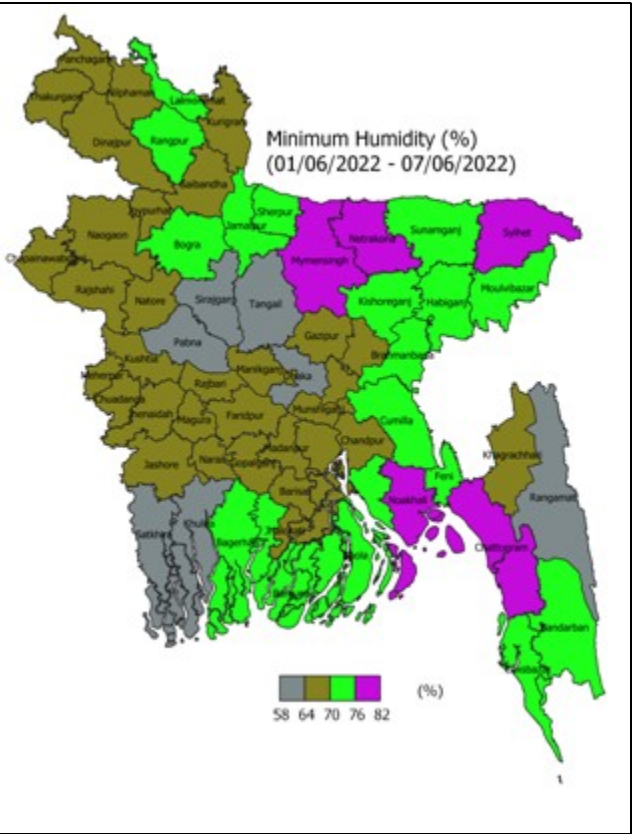 Panchagarh
Thakurgaon
Nilphamari
Lalmonirhat
Kurigram
Dinajpur
Rangpur
Minimum Humidity (%)
(01/06/2022 - 07/06/2022)
Gaibandha
Joypurhat
Sherpur
Naogaon
Jamalpur
Bogra
Mymensingh
Netrakona
Sunamganj
Sylhet
Chapainawabganj
Rajshahi
Natore
Sirajganj
Tangail
Kishoreganj
Habiganj
Moulvibazar
Pabna
Gazipur
Kushtia
Brahmanbaria
Meherpur
Rajbari
Manikganj
Dhaka
Chuadanga
Jhenaidah
Magura
Faridpur
Munshiganj
Cumilla
Chandpur
Khagrachhari
Jashore
Narail
Gopalganj
Madaripur
Feni
Barisal
Noakhali
Rangamati
Satkhira
Khulna
Bagerhat
Jhalokati
Bhola
Chattogram
Bandarban
(%)
58 64 70 76 82